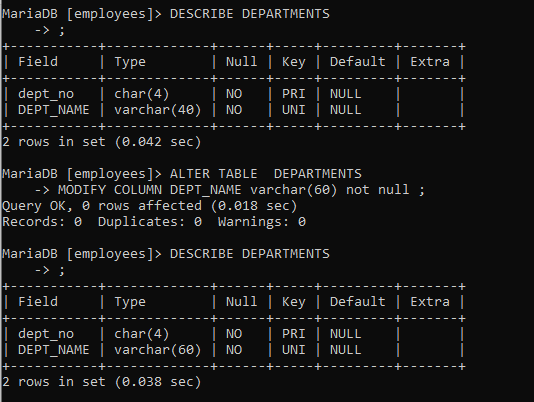 MariaDB [employees]> DESCRIBE DEPARTMENTS
    -> ;
+-----------+-------------+------+-----+---------+-------+
| Field     | Type        | Null | Key | Default | Extra |
+-----------+-------------+------+-----+---------+-------+
| dept_no   | char(4)     | NO   | PRI | NULL    |       |
| DEPT_NAME | varchar(40) | NO   | UNI | NULL    |       |
+-----------+-------------+------+-----+---------+-------+
2 rows in set (0.042 sec)

MariaDB [employees]> ALTER TABLE  DEPARTMENTS
    -> MODIFY COLUMN DEPT_NAME varchar(60) not null ;
Query OK, 0 rows affected (0.018 sec)
Records: 0  Duplicates: 0  Warnings: 0

MariaDB [employees]> DESCRIBE DEPARTMENTS
    -> ;
+-----------+-------------+------+-----+---------+-------+
| Field     | Type        | Null | Key | Default | Extra |
+-----------+-------------+------+-----+---------+-------+
| dept_no   | char(4)     | NO   | PRI | NULL    |       |
| DEPT_NAME | varchar(60) | NO   | UNI | NULL    |       |
+-----------+-------------+------+-----+---------+-------+
2 rows in set (0.038 sec)